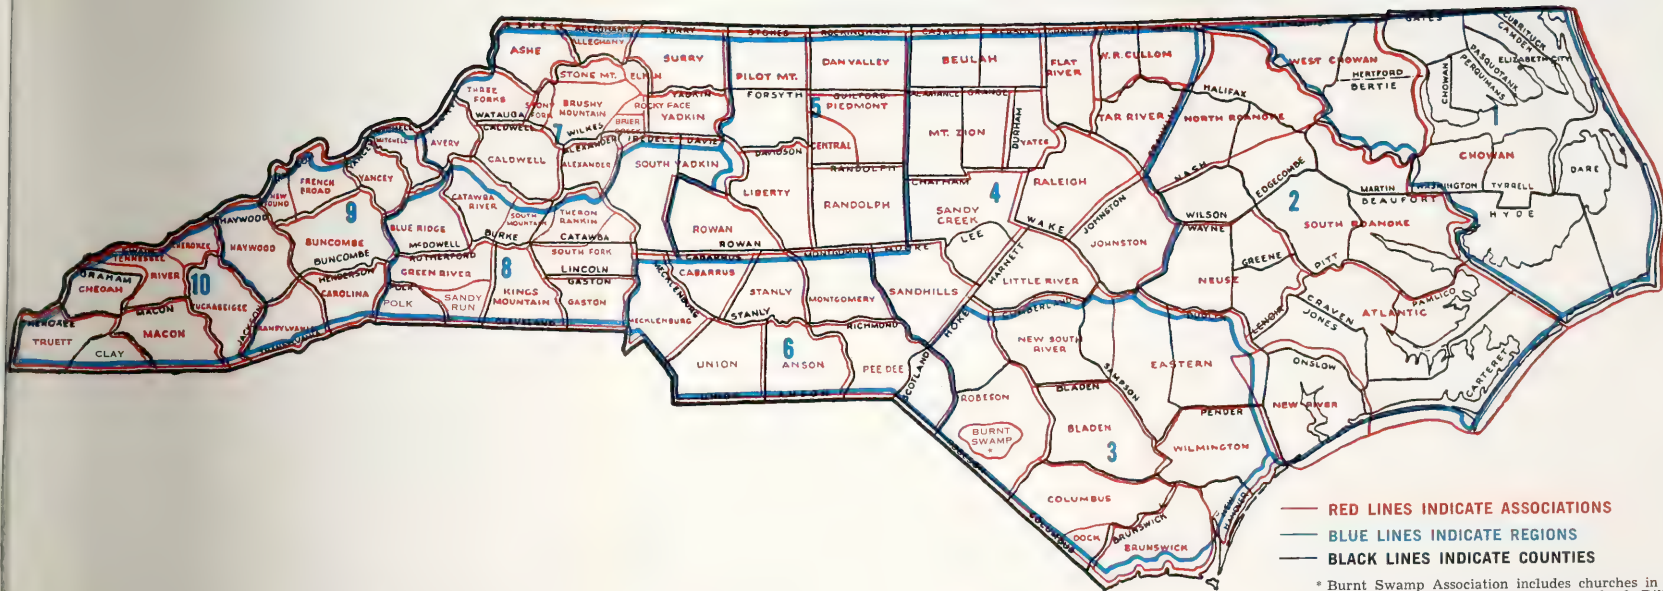 ASHE
ALLEGHANY
SURRY
STOKES
ROCKINGHAM
CASWELL
PERSON
GATES
CURRITUCK
CAMDEN
ASHE
ALLEGHANY
STONE MT.
SURRY
PILOT MT.
DAN VALLEY
BEULAH
FLAT
RIVER
W.R. CULLOM
WEST CHOWAN
HERTFORD
BERTIE
CHOWAN
PERQUIMANS
PASQUOTANK
ELIZABETH CITY
1
THREE
FORKS
WATAUGA
STONY
FORK
BRUSHY
MOUNTAIN
7
WILKES
YADKIN
ROCKY FACE
YADKIN
BRIER
CREEK
FORSYTH
5
GUILFORD
PIEDMONT
CENTRAL
ALAMANCE
ORANGE
MT. ZION
DURHAM
YATES
TAR RIVER
FRANKLIN
HALIFAX
NORTH ROANOKE
MITCHELL
AVERY
CALDWELL
CALDWELL
ALEXANDER
ALEXANDER
IREDELL
DAVIE
SOUTH YADKIN
DAVIDSON
LIBERTY
RANDOLPH
RANDOLPH
CHATHAM
SANDY
CREEK
4
LEE
RALEIGH
WAKE
JOHNSTON
JOHNSTON
NASH
EDGECOMBE
WILSON
WAYNE
2
MARTIN
BEAUFORT
WASHINGTON
TYRRELL
CHOWAN
DARE
HYDE
SOUTH ROANOKE
NEW
FOUND
FRENCH
BROAD
YANCEY
YANCEY
9
BUNCOMBE
BUNCOMBE
CATAWBA
RIVER
BLUE RIDGE
McDOWELL
SOUTH
MOUNTAIN
BURKE
THERON
RANKIN
CATAWBA
ROWAN
ROWAN
HAYWOOD
HAYWOOD
SWAIN
CHEROKEE
TENNESSEE
RIVER
GRAHAM
CHEOAH
10
TUCKASEIGEE
JACKSON
MACON
MACON
CHEROKEE
TRUETT
CLAY
HENDERSON
CAROLINA
TRANSYLVANIA
TRANSYLVANIA
RUTHERFORD
GREEN RIVER
POLK
POLK
SANDY
RUN
8
KINGS
MOUNTAIN
CLEVELAND
SOUTH FORK
LINCOLN
GASTON
GASTON
MECKLENBURG
MECKLENBURG
CABARRUS
CABARRUS
STANLY
STANLY
MONTGOMERY
MONTGOMERY
MOORE
SANDHILLS
RICHMOND
UNION
UNION
6
ANSON
ANSON
PEE DEE
SCOTLAND
HOKE
HARNET
LITTLE RIVER
CUMBERLAND
NEW SOUTH
RIVER
SAMPSON
EASTERN
DUPLIN
GREENE
PITT
NEUSE
LENOIR
CRAVEN
JONES
PAMLICO
ATLANTIC
CARTERET
ONSLOW
NEW RIVER
ROBESON
BURNT
SWAMP
*
BLADEN
BLADEN
3
PENDER
WILMINGTON
NEW
HANOVER
COLUMBUS
COLUMBUS
DOCK
BRUNSWICK
BRUNSWICK
RED LINES INDICATE ASSOCIATIONS
BLUE LINES INDICATE REGIONS
BLACK LINES INDICATE COUNTIES
* Burnt Swamp Association includes churches in